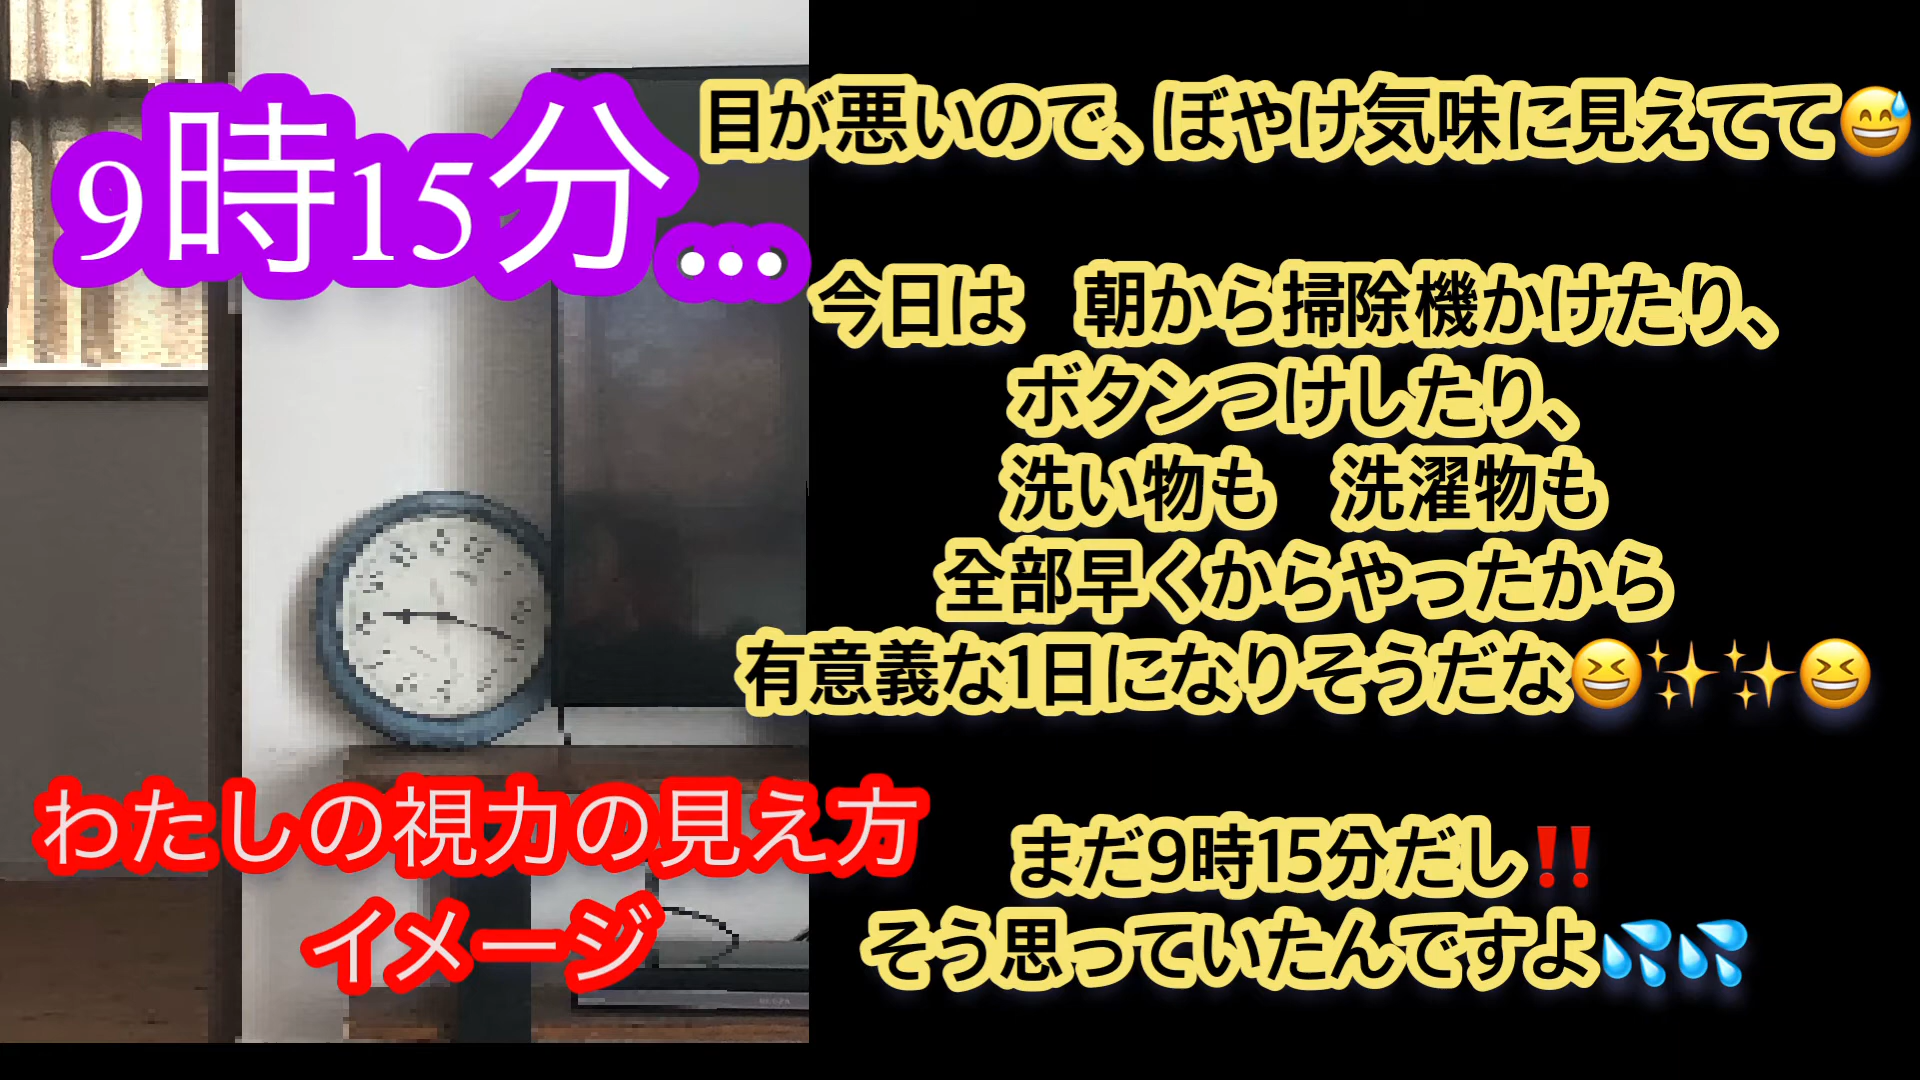 9時15分...
目が悪いので、ぼやけ気味に見えてて😅
今日は　朝から掃除機かけたり、
ボタンつけしたり、
洗い物も　洗濯物も
全部早くからやったから
有意義な1日になりそうだな😆✨✨😆
わたしの視力の見え方
イメージ
まだ9時15分だし‼️
そう思っていたんですよ💦💦